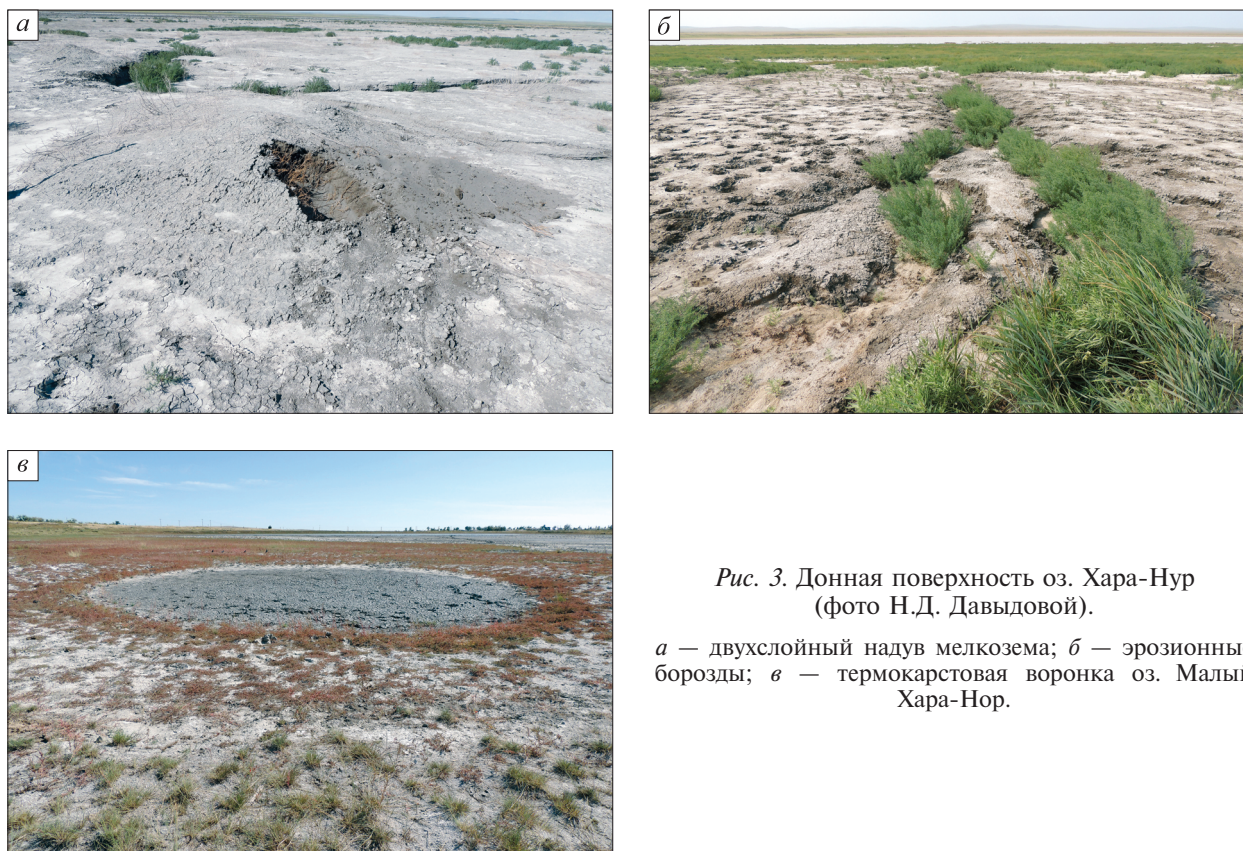 а
б
в
Рис. 3. Донная поверхность оз. Хара-Нур
(фото Н.Д. Давыдовой).
а — двухслойный надув мелкозема; б — эрозионны
борозды; в — термокарстовая воронка оз. Малы
Хара-Нор.